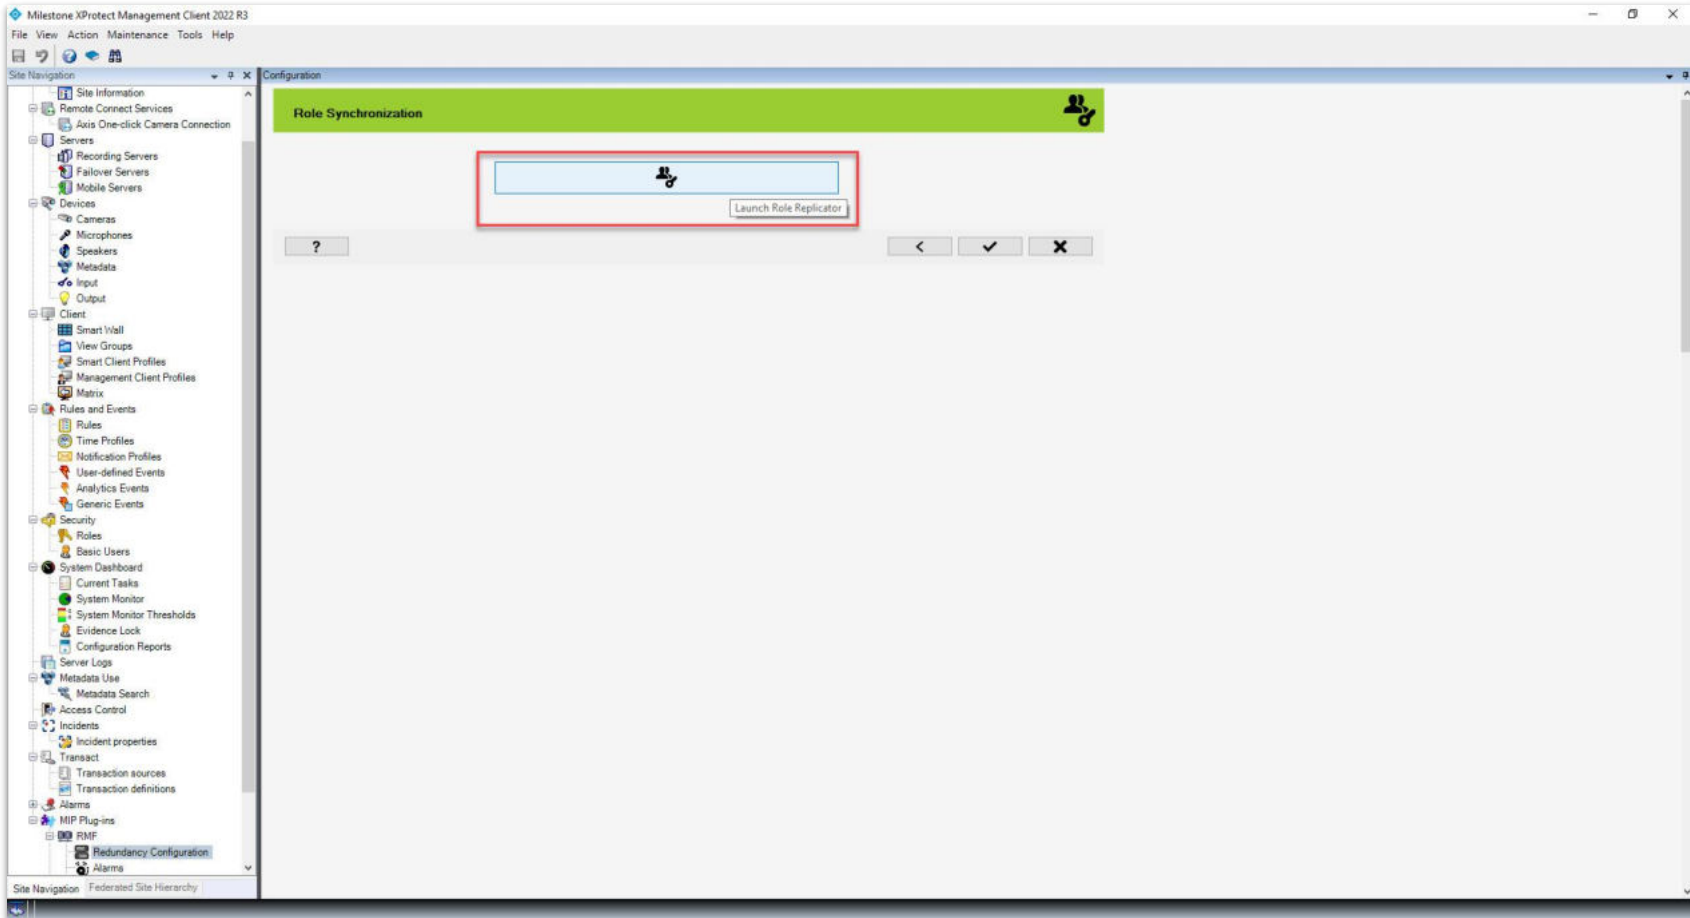 Milestone XProtect Management Client 2022 R3
File View Action Maintenance Tools Help
Site Navigation
Configuration
Site Information
Remote Connect Services
Axis One-click Camera Connection
Servers
Recording Servers
Failover Servers
Mobile Servers
Devices
Cameras
Microphones
Speakers
Metadata
Input
Output
Client
Smart Wall
View Groups
Smart Client Profiles
Management Client Profiles
Matrix
Rules and Events
Rules
Time Profiles
Notification Profiles
User-defined Events
Analytics Events
Generic Events
Security
Roles
Basic Users
System Dashboard
Current Tasks
System Monitor
System Monitor Thresholds
Evidence Lock
Configuration Reports
Server Logs
Metadata Use
Metadata Search
Access Control
Incidents
Incident properties
Transact
Transaction sources
Transaction definitions
Alarms
MIP Plug-ins
RMF
Redundancy Configuration
Alarms
Site Navigation Federated Site Hierarchy
Role Synchronization
Launch Role Replicator
?
<